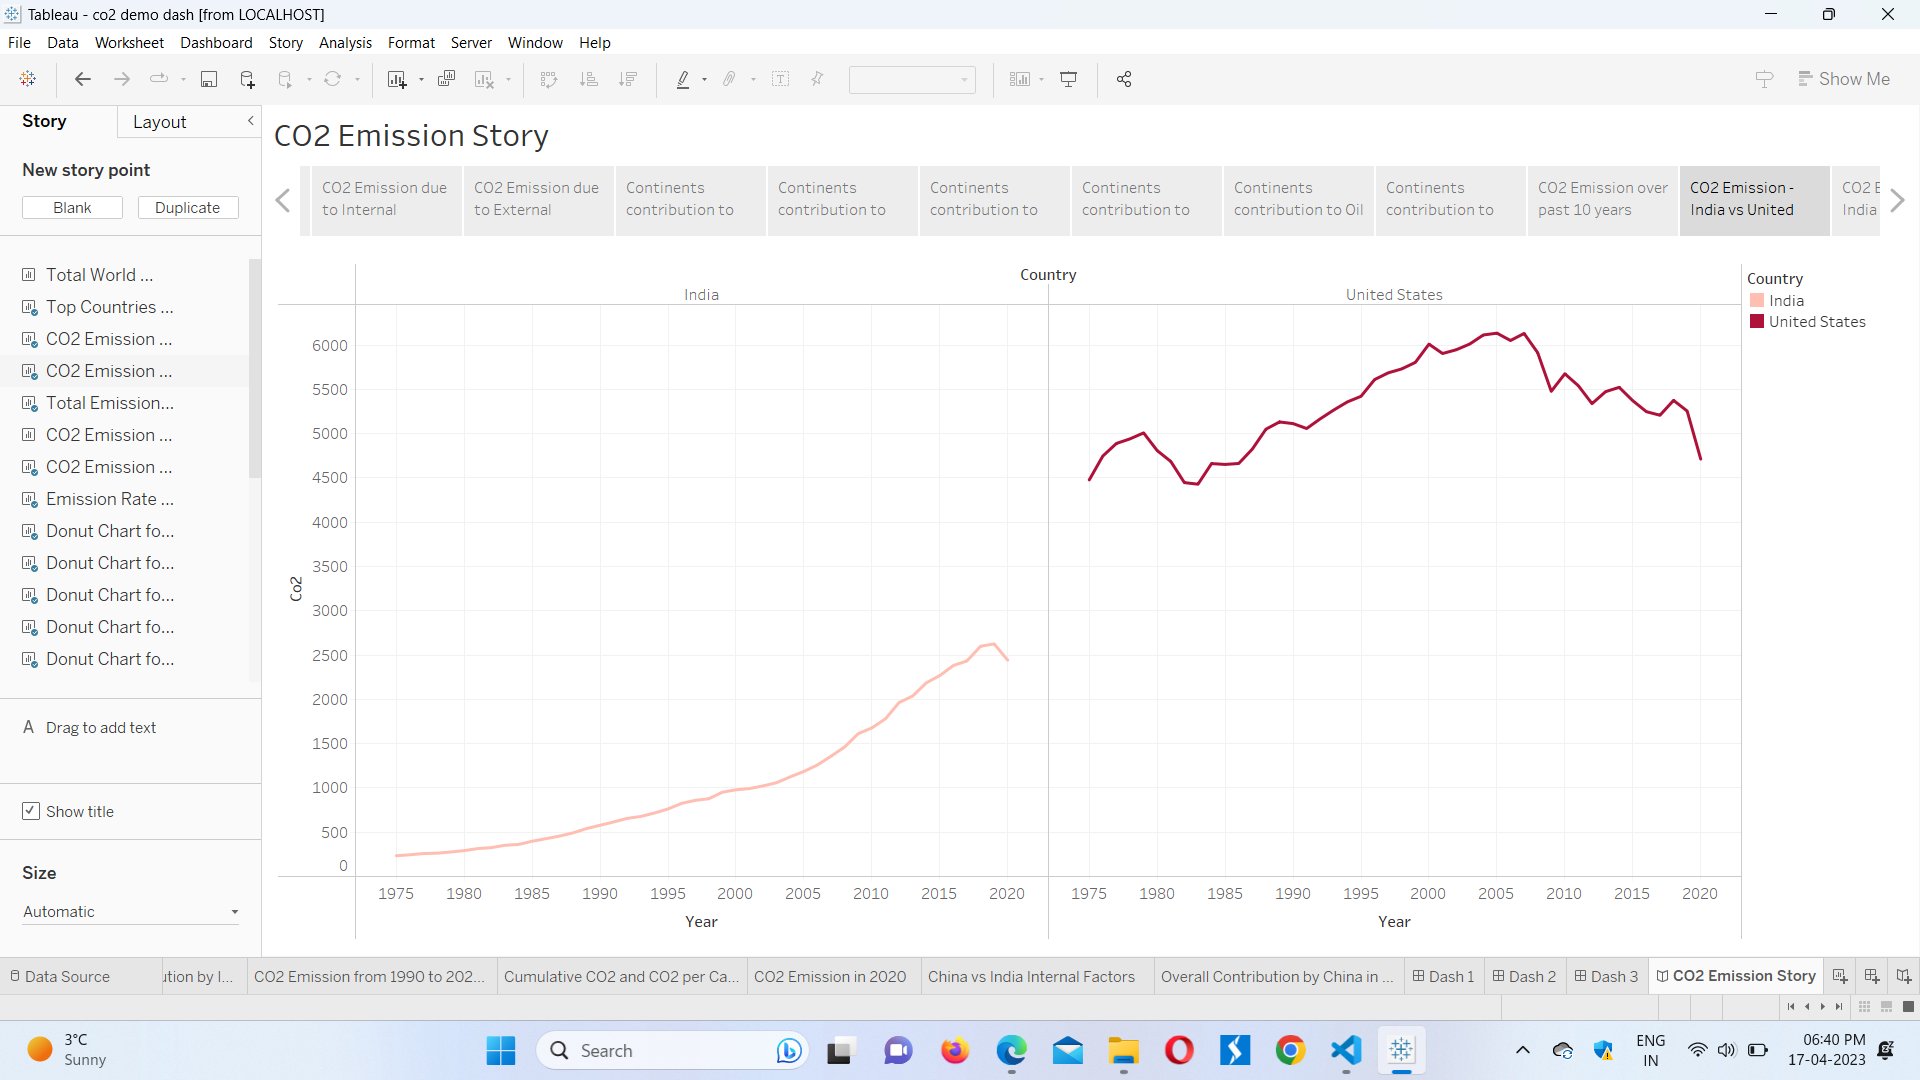 Tableau - co2 demo dash [from LOCALHOST]
File Data Worksheet Dashboard Story Analysis Format Server Window Help
Show Me
Story Layout
New story point
Blank Duplicate
Total World ...
Top Countries ...
CO2 Emission ...
CO2 Emission ...
Total Emission...
CO2 Emission ...
CO2 Emission ...
Emission Rate ...
Donut Chart fo...
Donut Chart fo...
Donut Chart fo...
Donut Chart fo...
Donut Chart fo...
A Drag to add text
Show title
Size
Automatic
CO2 Emission Story
CO2 Emission due to Internal
CO2 Emission due to External
Continents contribution to
Continents contribution to
Continents contribution to
Continents contribution to
Continents contribution to Oil
Continents contribution to
CO2 Emission over past 10 years
CO2 Emission - India vs United
CO2 E
India
Country
India United States
Co2
6000
5500
5000
4500
4000
3500
3000
2500
2000
1500
1000
500
0
1975 1980 1985 1990 1995 2000 2005 2010 2015 2020
1975 1980 1985 1990 1995 2000 2005 2010 2015 2020
Year Year
Country
India
United States
Data Source ution by I... CO2 Emission from 1990 to 202... Cumulative CO2 and CO2 per Ca... CO2 Emission in 2020 China vs India Internal Factors Overall Contribution by China in ... Dash 1 Dash 2 Dash 3 CO2 Emission Story
3°C
Sunny
Search
ENG
IN
06:40 PM
17-04-2023